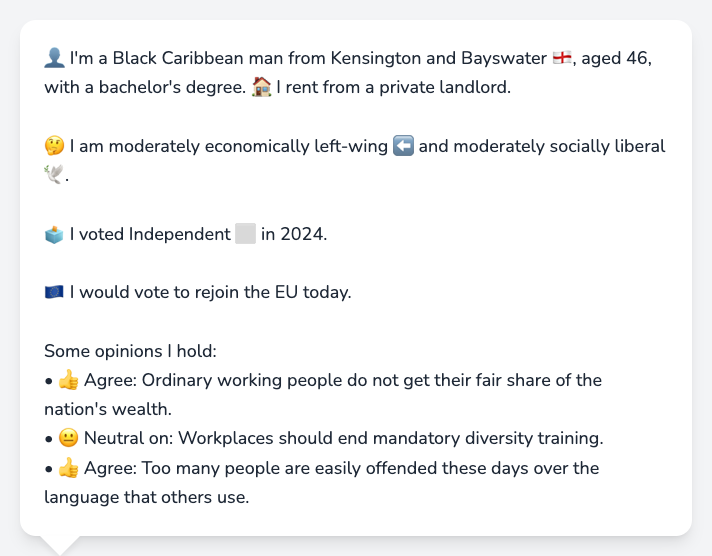 👤 I'm a Black Caribbean man from Kensington and Bayswater 🏴󠁧󠁢󠁥󠁮󠁧󠁿, aged 46,
with a bachelor's degree. 🏠 I rent from a private landlord.
🤔 I am moderately economically left-wing ⬅️ and moderately socially liberal
🕊️.
🗳️ I voted Independent ⬜ in 2024.
🇪🇺 I would vote to rejoin the EU today.
Some opinions I hold:
• 👍 Agree: Ordinary working people do not get their fair share of the
nation's wealth.
• 😐 Neutral on: Workplaces should end mandatory diversity training.
• 👍 Agree: Too many people are easily offended these days over the
language that others use.